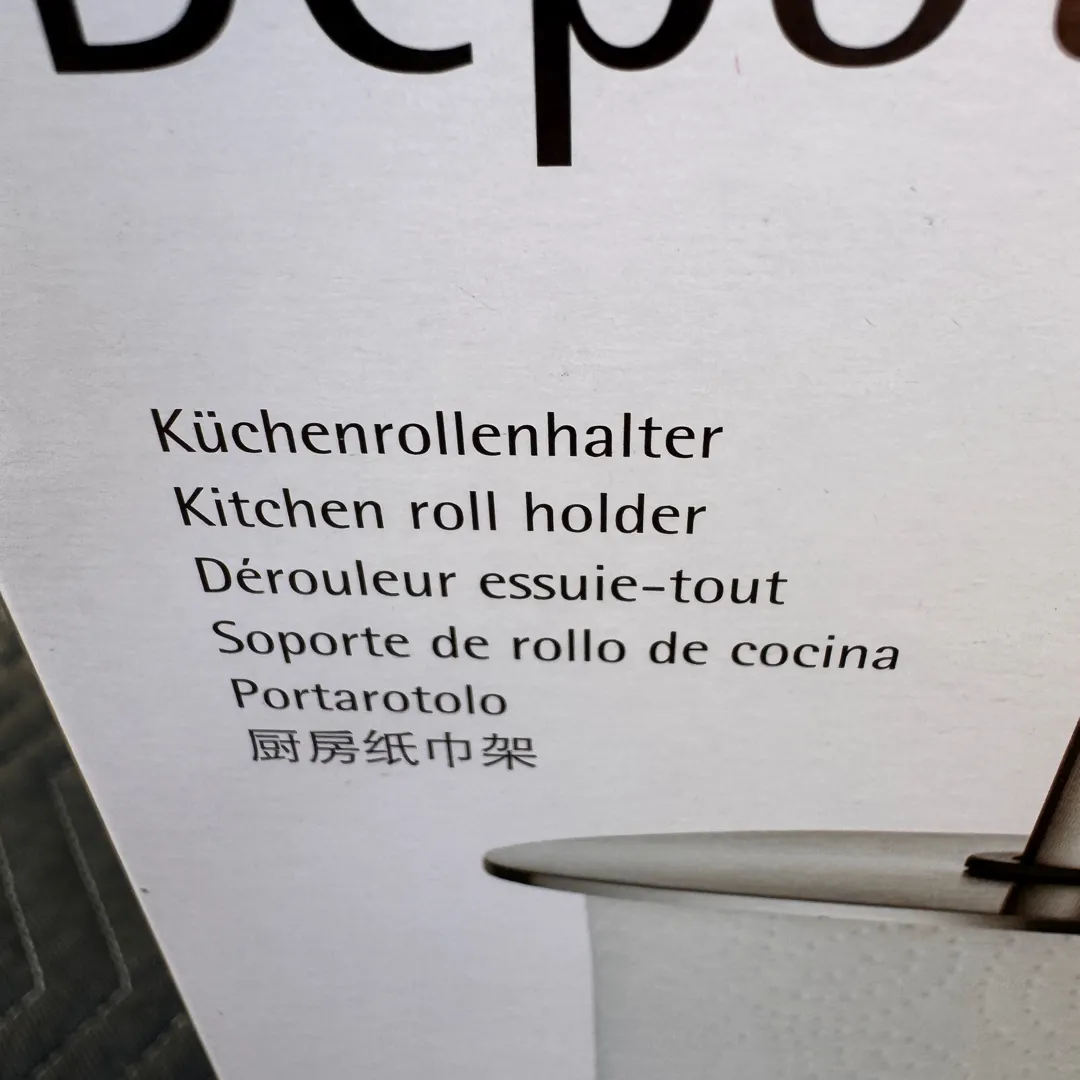 Küchenrollenhalter
Kitchen roll holder
Dérouleur essuie-tout
Soporte de rollo de cocina
Portarotolo
厨房纸巾架